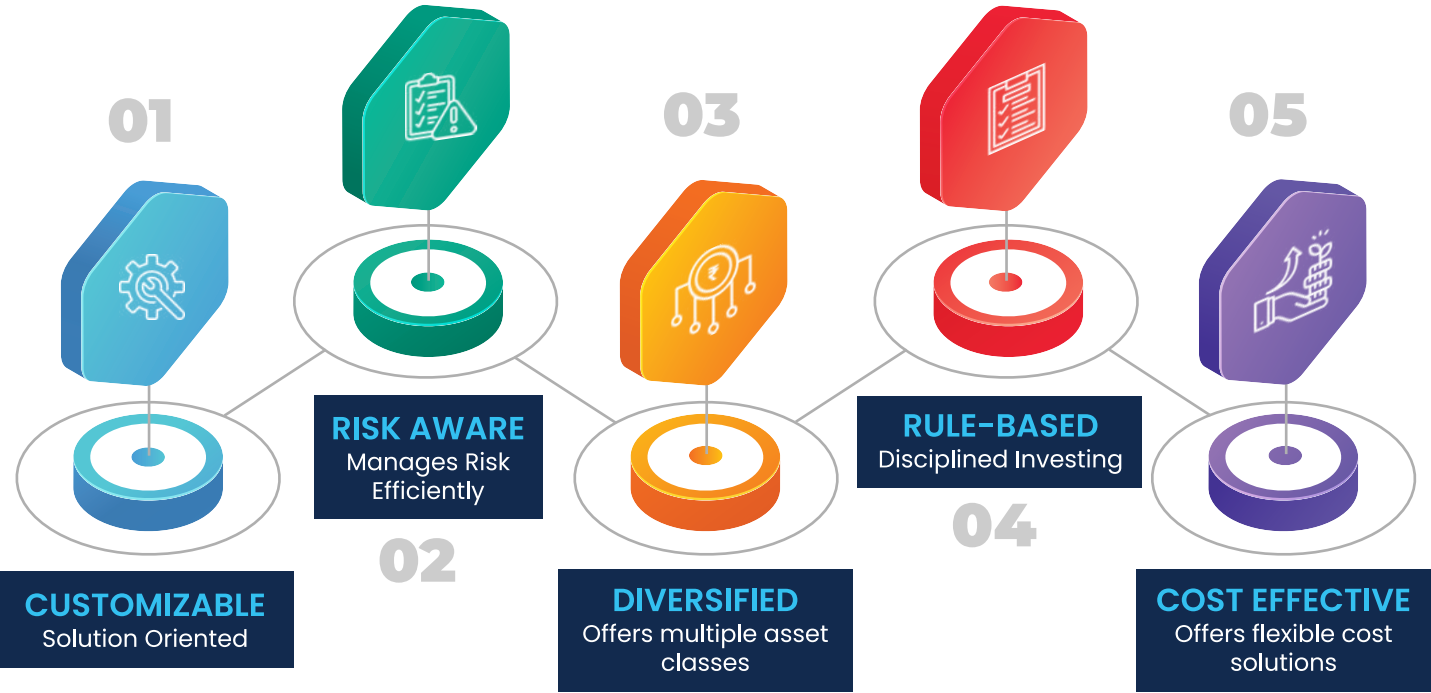 01
CUSTOMIZABLE
Solution Oriented
RISK AWARE
Manages Risk
Efficiently
02
03
₹
DIVERSIFIED
Offers multiple asset
classes
RULE-BASED
Disciplined Investing
04
05
COST EFFECTIVE
Offers flexible cost
solutions